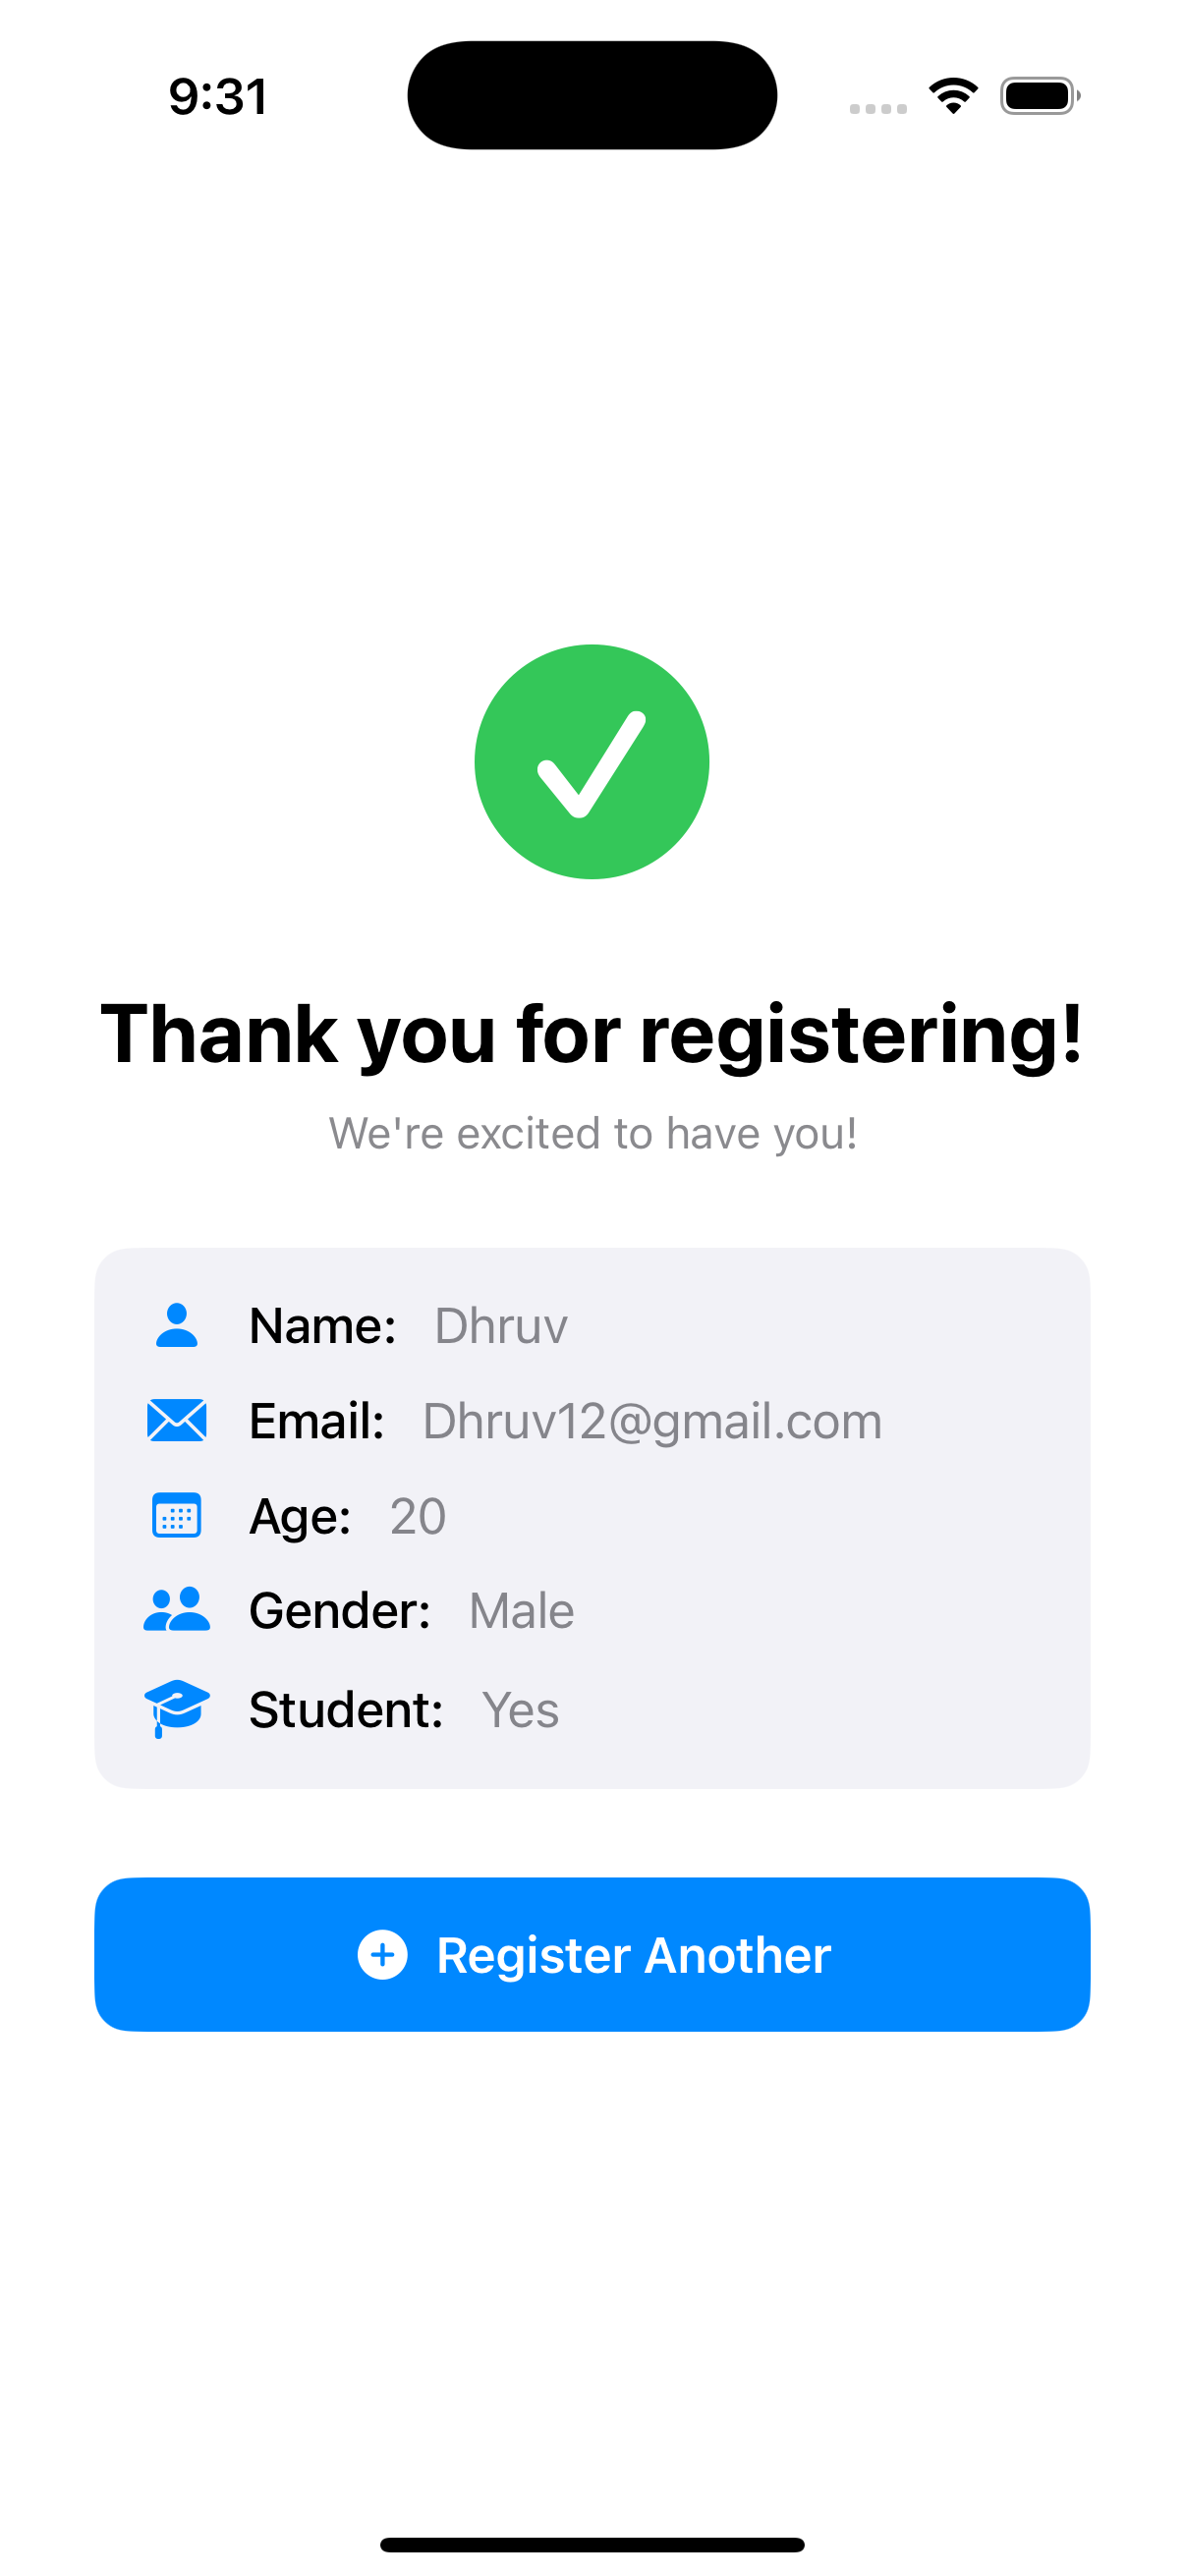 9:31
Thank you for registering!
We're excited to have you!
Name: Dhruv
Email: Dhruv12@gmail.com
Age: 20
Gender: Male
Student: Yes
Register Another